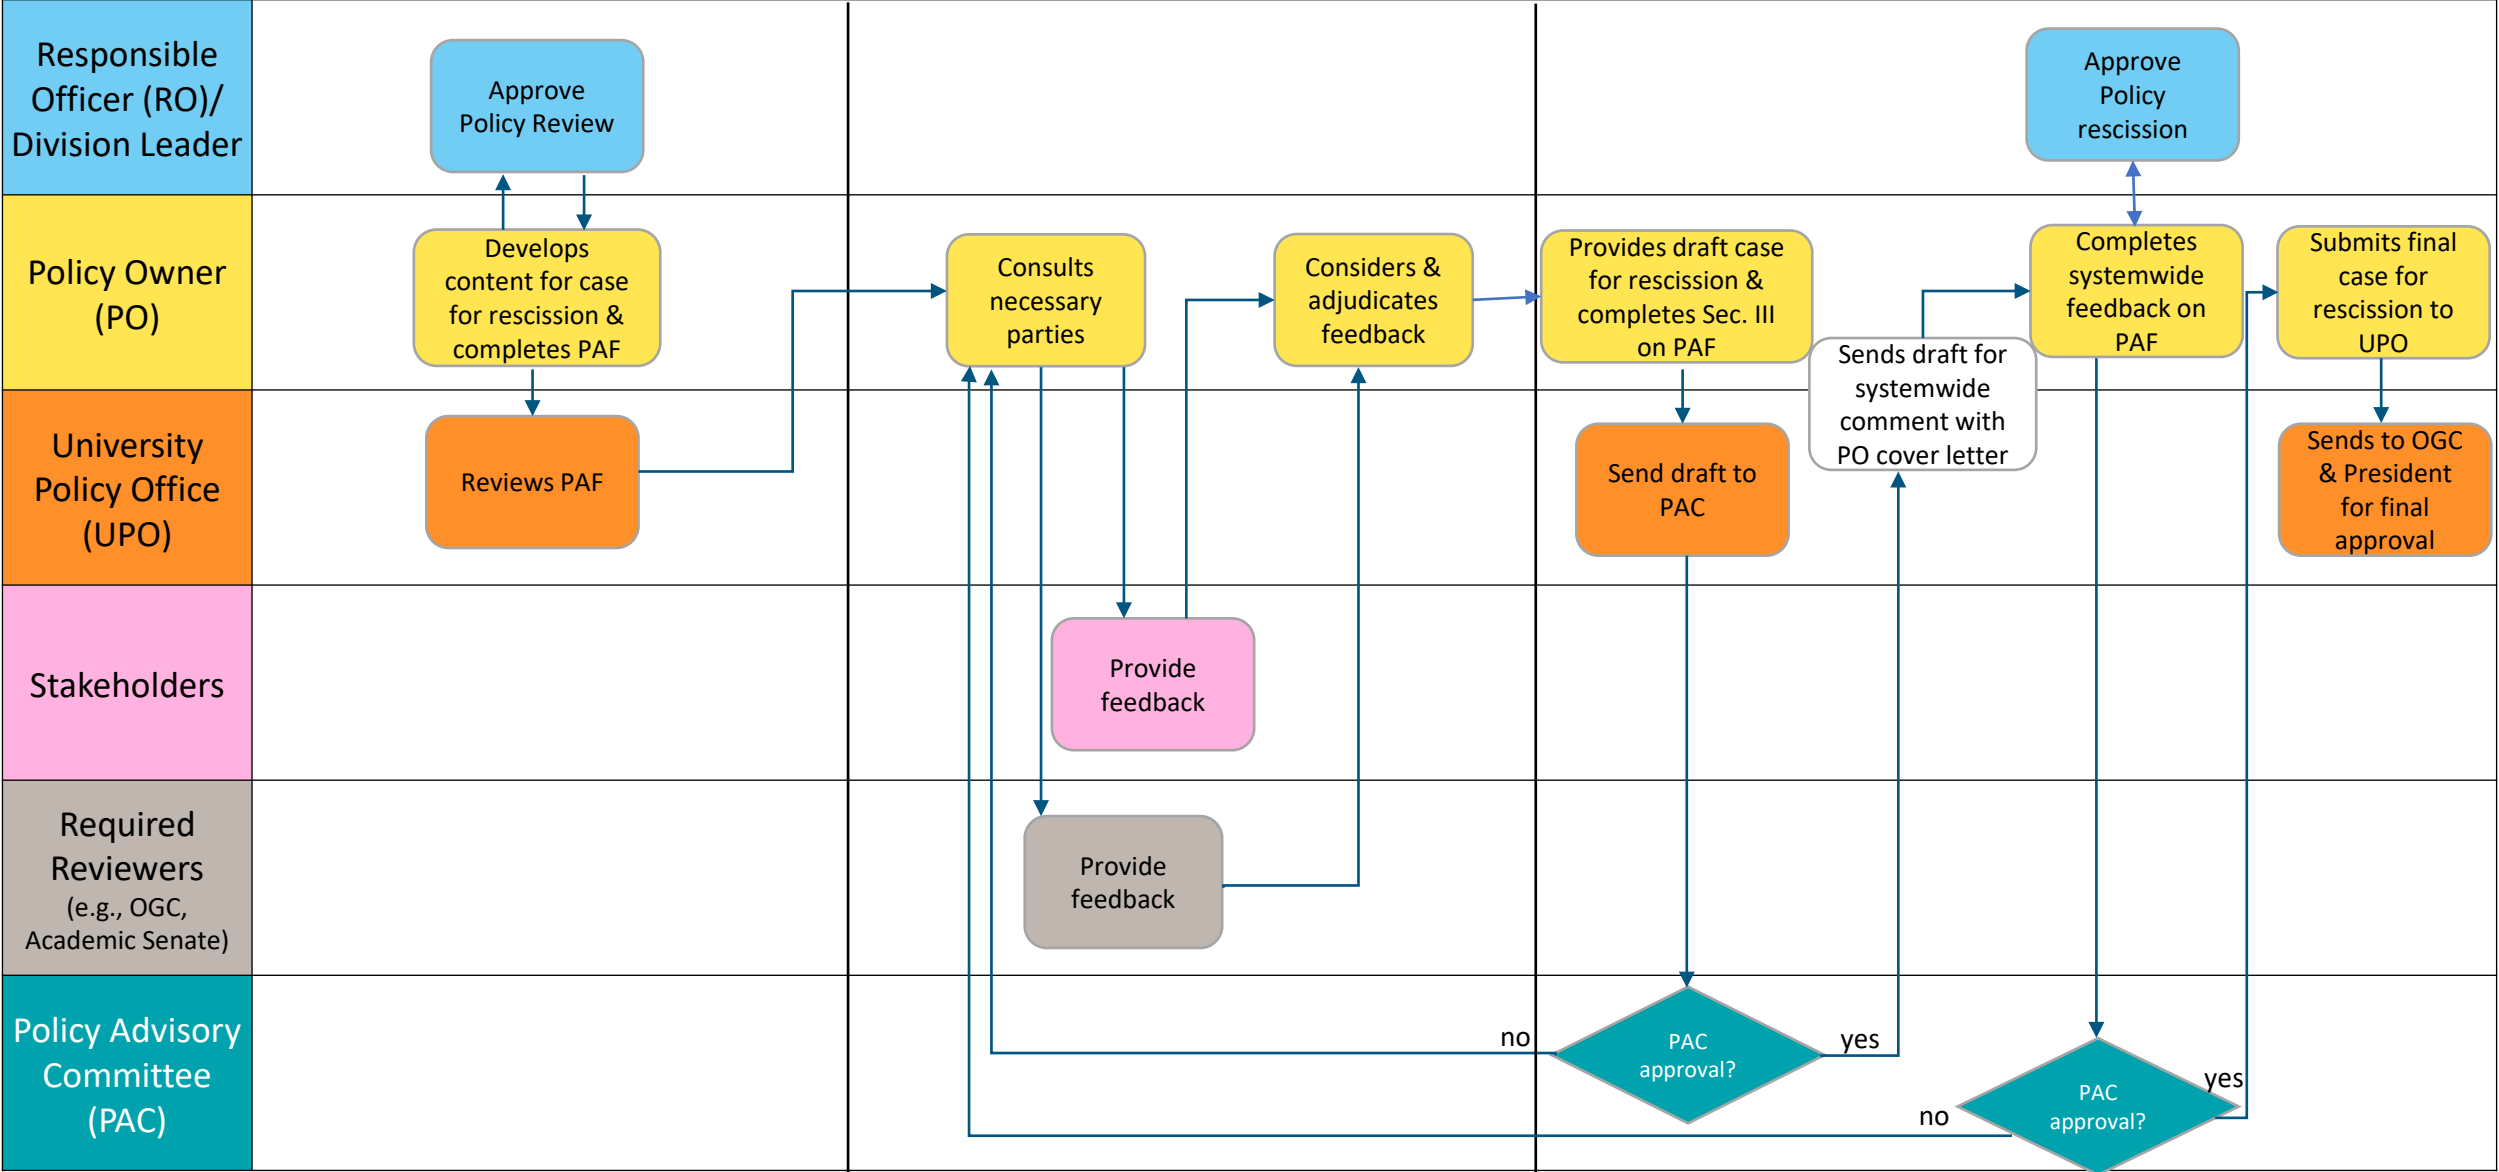 Responsible
Officer (RO)/
Division Leader
Approve
Policy Review
Approve
Policy
rescission
Policy Owner
(PO)
Develops
content for case
for rescission &
completes PAF
Consults
necessary
parties
Considers &
adjudicates
feedback
Provides draft case
for rescission &
completes Sec. III
on PAF
Sends draft for
systemwide
comment with
PO cover letter
Completes
systemwide
feedback on
PAF
Submits final
case for
rescission to
UPO
University
Policy Office
(UPO)
Reviews PAF
Send draft to
PAC
Sends to OGC
& President
for final
approval
Stakeholders
Provide
feedback
Required
Reviewers
(e.g., OGC,
Academic Senate)
Provide
feedback
Policy Advisory
Committee
(PAC)
no
PAC
approval?
yes
no
PAC
approval?
yes